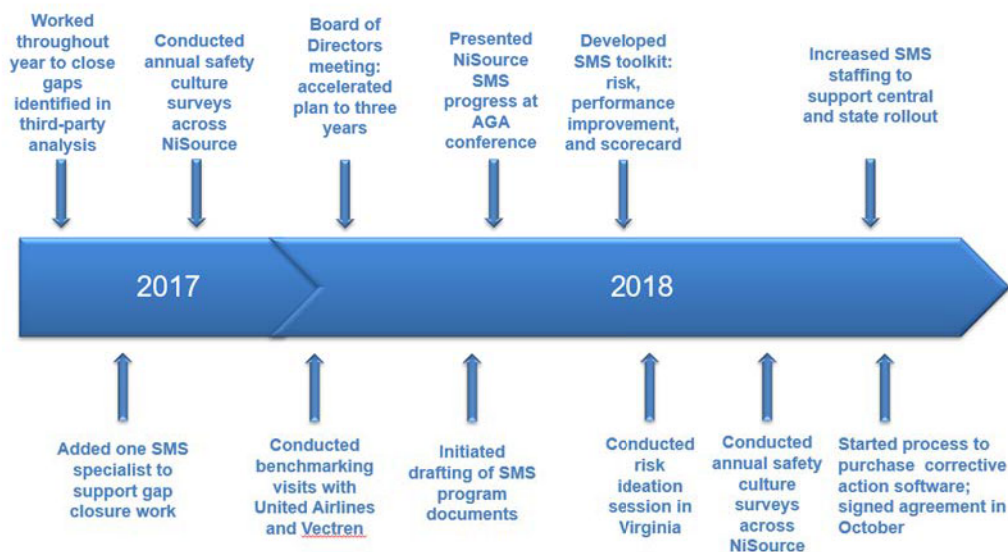 Worked
throughout
year to close
gaps
identified in
third-party
analysis
Conducted
annual safety
culture
surveys
across
NiSource
Board of
Directors
meeting:
accelerated
plan to three
years
Presented
NiSource
SMS
progress at
AGA
conference
Developed
SMS toolkit:
risk,
performance
improvement,
and scorecard
Increased SMS
staffing to
support central
and state rollout
2017
2018
Added one SMS
specialist to
support gap
closure work
Conducted
benchmarking
visits with
United Airlines
and Vectren
Initiated
drafting of SMS
program
documents
Conducted
risk
ideation
session in
Virginia
Conducted
annual safety
culture
surveys
across
NiSource
Started process to
purchase corrective
action software;
signed agreement in
October